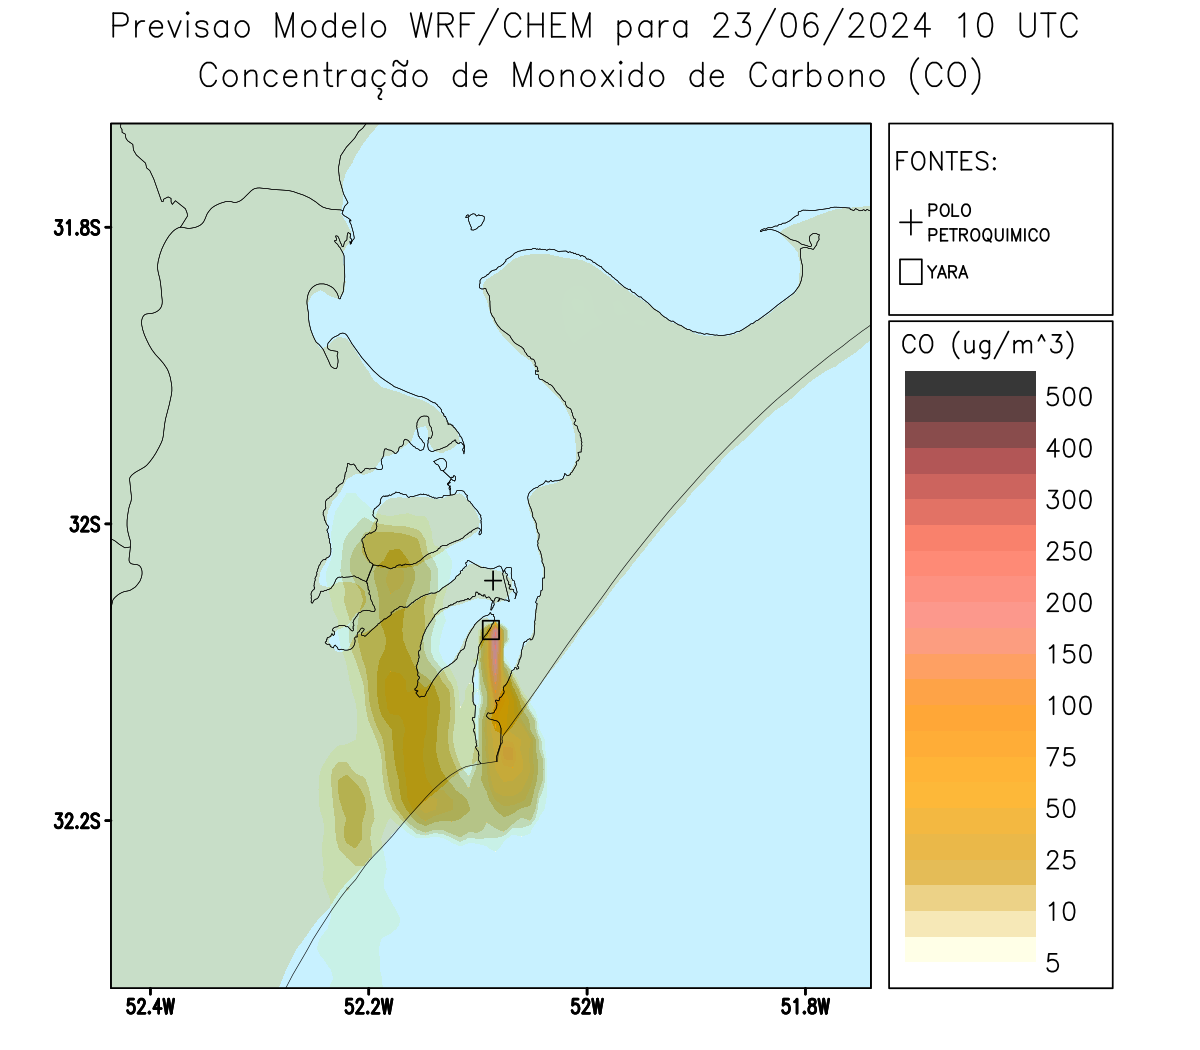 Previsao Modelo WRF/CHEM para 23/06/2024 10 UTC
Concentração de Monoxido de Carbono (CO)
FONTES:
POLO
PETROQUIMICO
YARA
CO (ug/m^3)
500
400
300
250
200
150
100
75
50
25
10
5
31.8S
32S
32.2S
52.4W
52.2W
52W
51.8W